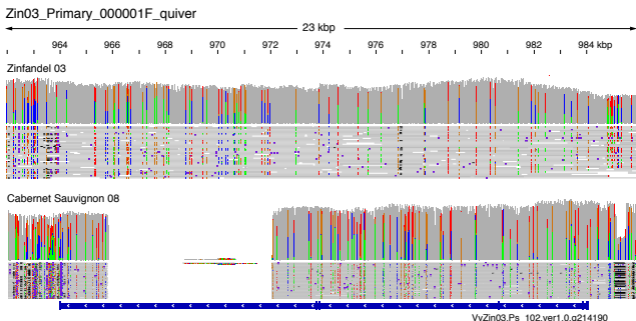 Zin03_Primary_000001F_quiver
23 kbp
964 966 968 970 972 974 976 978 980 982 984 kbp
Zinfandel 03
Cabernet Sauvignon 08
VvZin03.Ps_102.ver1.0.g214190